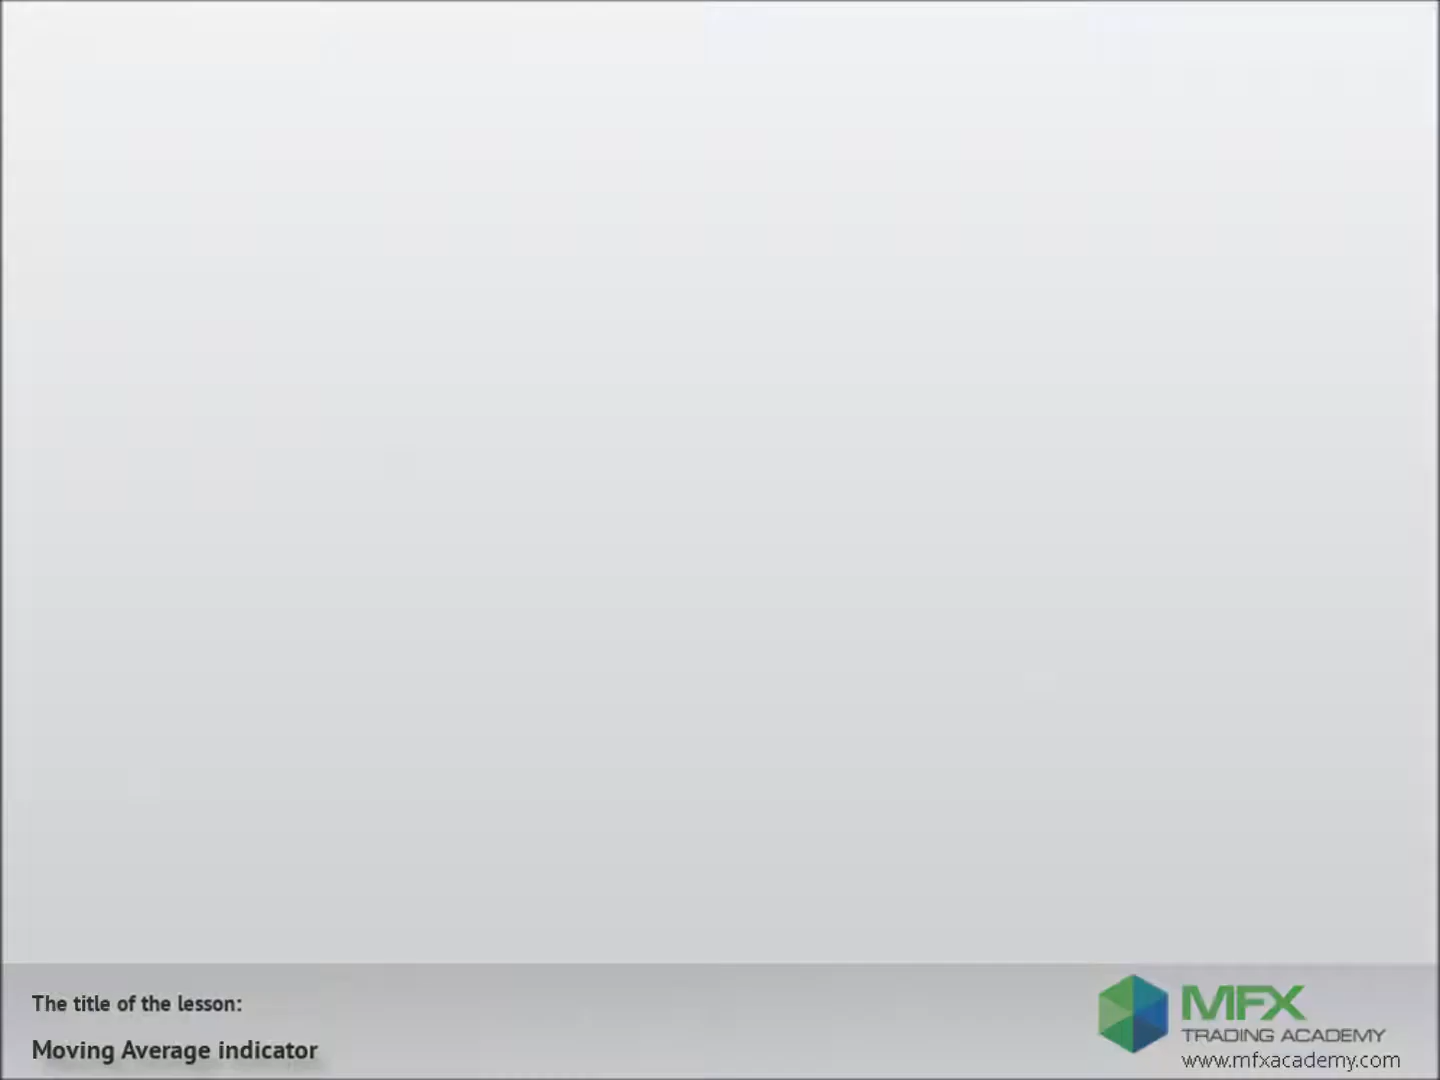 The title of the lesson:
Moving Average indicator
MFX
TRADING ACADEMY
www.mfxacademy.com